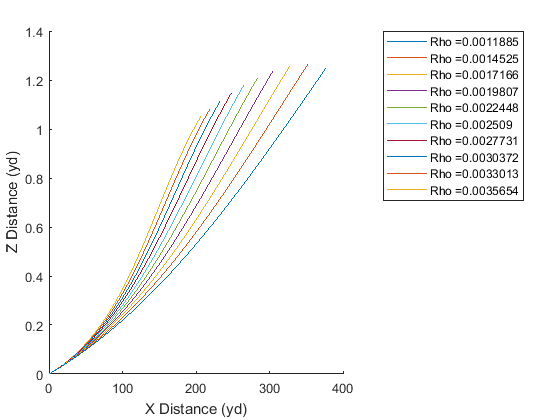 1.4
1.2
1
0.8
0.6
0.4
0.2
0
0
100
200
300
400
Z Distance (yd)
X Distance (yd)
Rho =0.0011885
Rho =0.0014525
Rho =0.0017166
Rho =0.0019807
Rho =0.0022448
Rho =0.002509
Rho =0.0027731
Rho =0.0030372
Rho =0.0033013
Rho =0.0035654